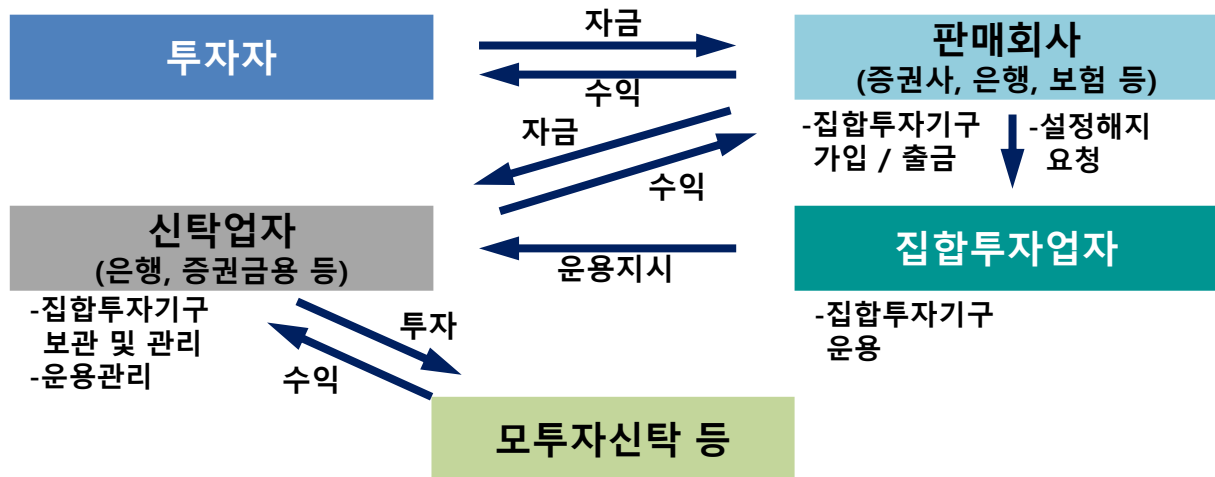 투자자
자금
수익
판매회사
(증권사, 은행, 보험 등)
-집합투자기구
가입 / 출금
-설정해지
요청
자금
수익
신탁업자
(은행, 증권금용 등)
-집합투자기구
보관 및 관리
-운용관리
운용지시
집합투자업자
-집합투자기구
운용
투자
수익
모투자신탁 등